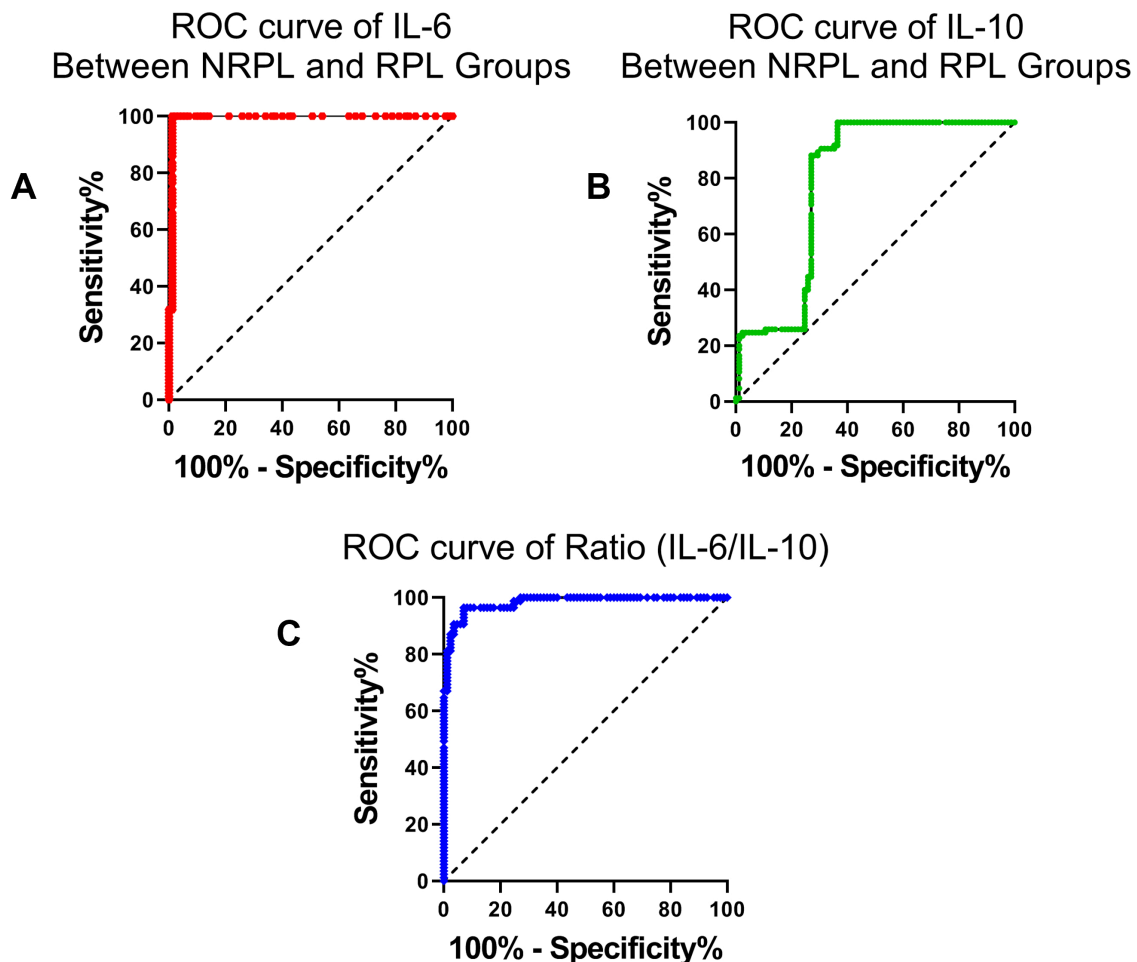 ROC curve of IL-6
Between NRPL and RPL Groups
A
Sensitivity%
100
80
60
40
20
0
0 20 40 60 80 100
100% - Specificity%
ROC curve of IL-10
Between NRPL and RPL Groups
B
Sensitivity%
100
80
60
40
20
0
0 20 40 60 80 100
100% - Specificity%
ROC curve of Ratio (IL-6/IL-10)
C
Sensitivity%
100
80
60
40
20
0
0 20 40 60 80 100
100% - Specificity%